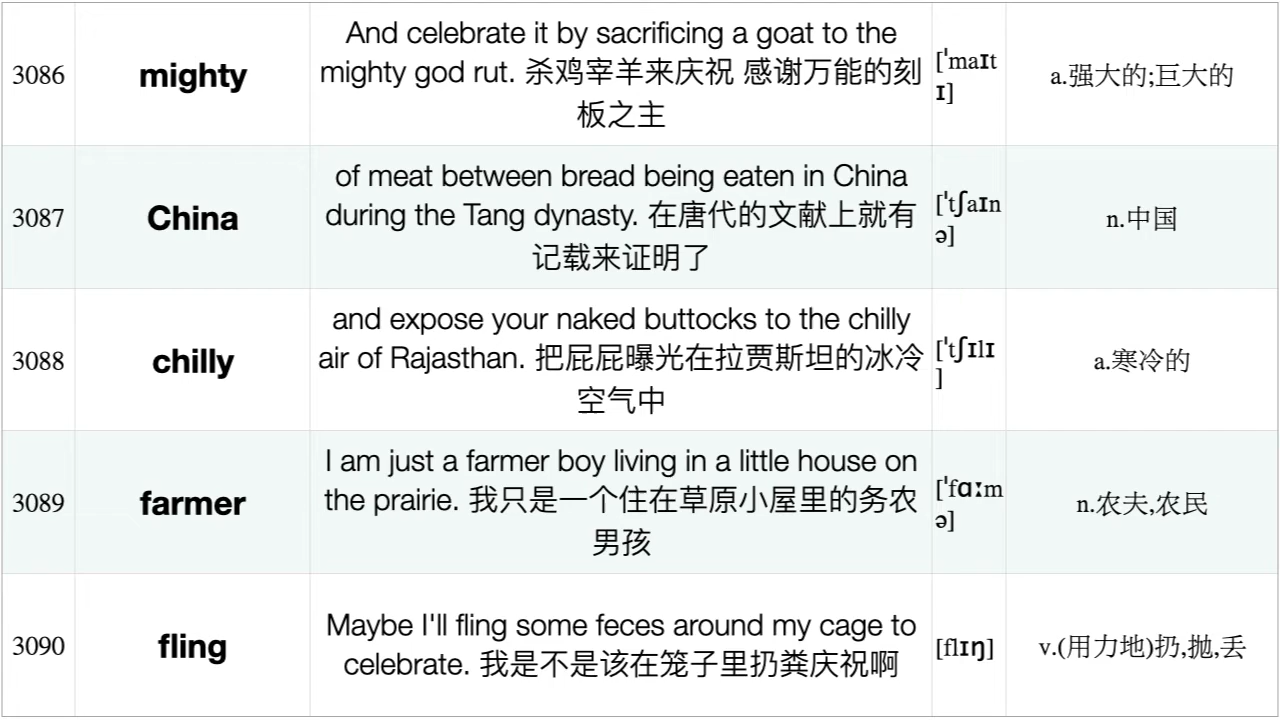 And celebrate it by sacrificing a goat to the
3086 mighty mighty god rut. 杀鸡宰羊来庆祝 感谢万能的刻 ['maɪt a.强大的;巨大的
板之主 ɪ]
of meat between bread being eaten in China
3087 China during the Tang dynasty. 在唐代的文献上就有 ['tʃaɪn n.中国
记载来证明了 ə]
and expose your naked buttocks to the chilly
3088 chilly air of Rajasthan. 把屁屁曝光在拉贾斯坦的冰冷 ['tʃɪlɪ a.寒冷的
空气中 ]
I am just a farmer boy living in a little house on
3089 farmer the prairie. 我只是一个住在草原小屋里的务农 ['fɑːm n.农夫,农民
男孩 ə]
Maybe I'll fling some feces around my cage to
3090 fling celebrate. 我是不是该在笼子里扔粪庆祝啊 [flɪŋ] v.(用力地)扔,抛,丢